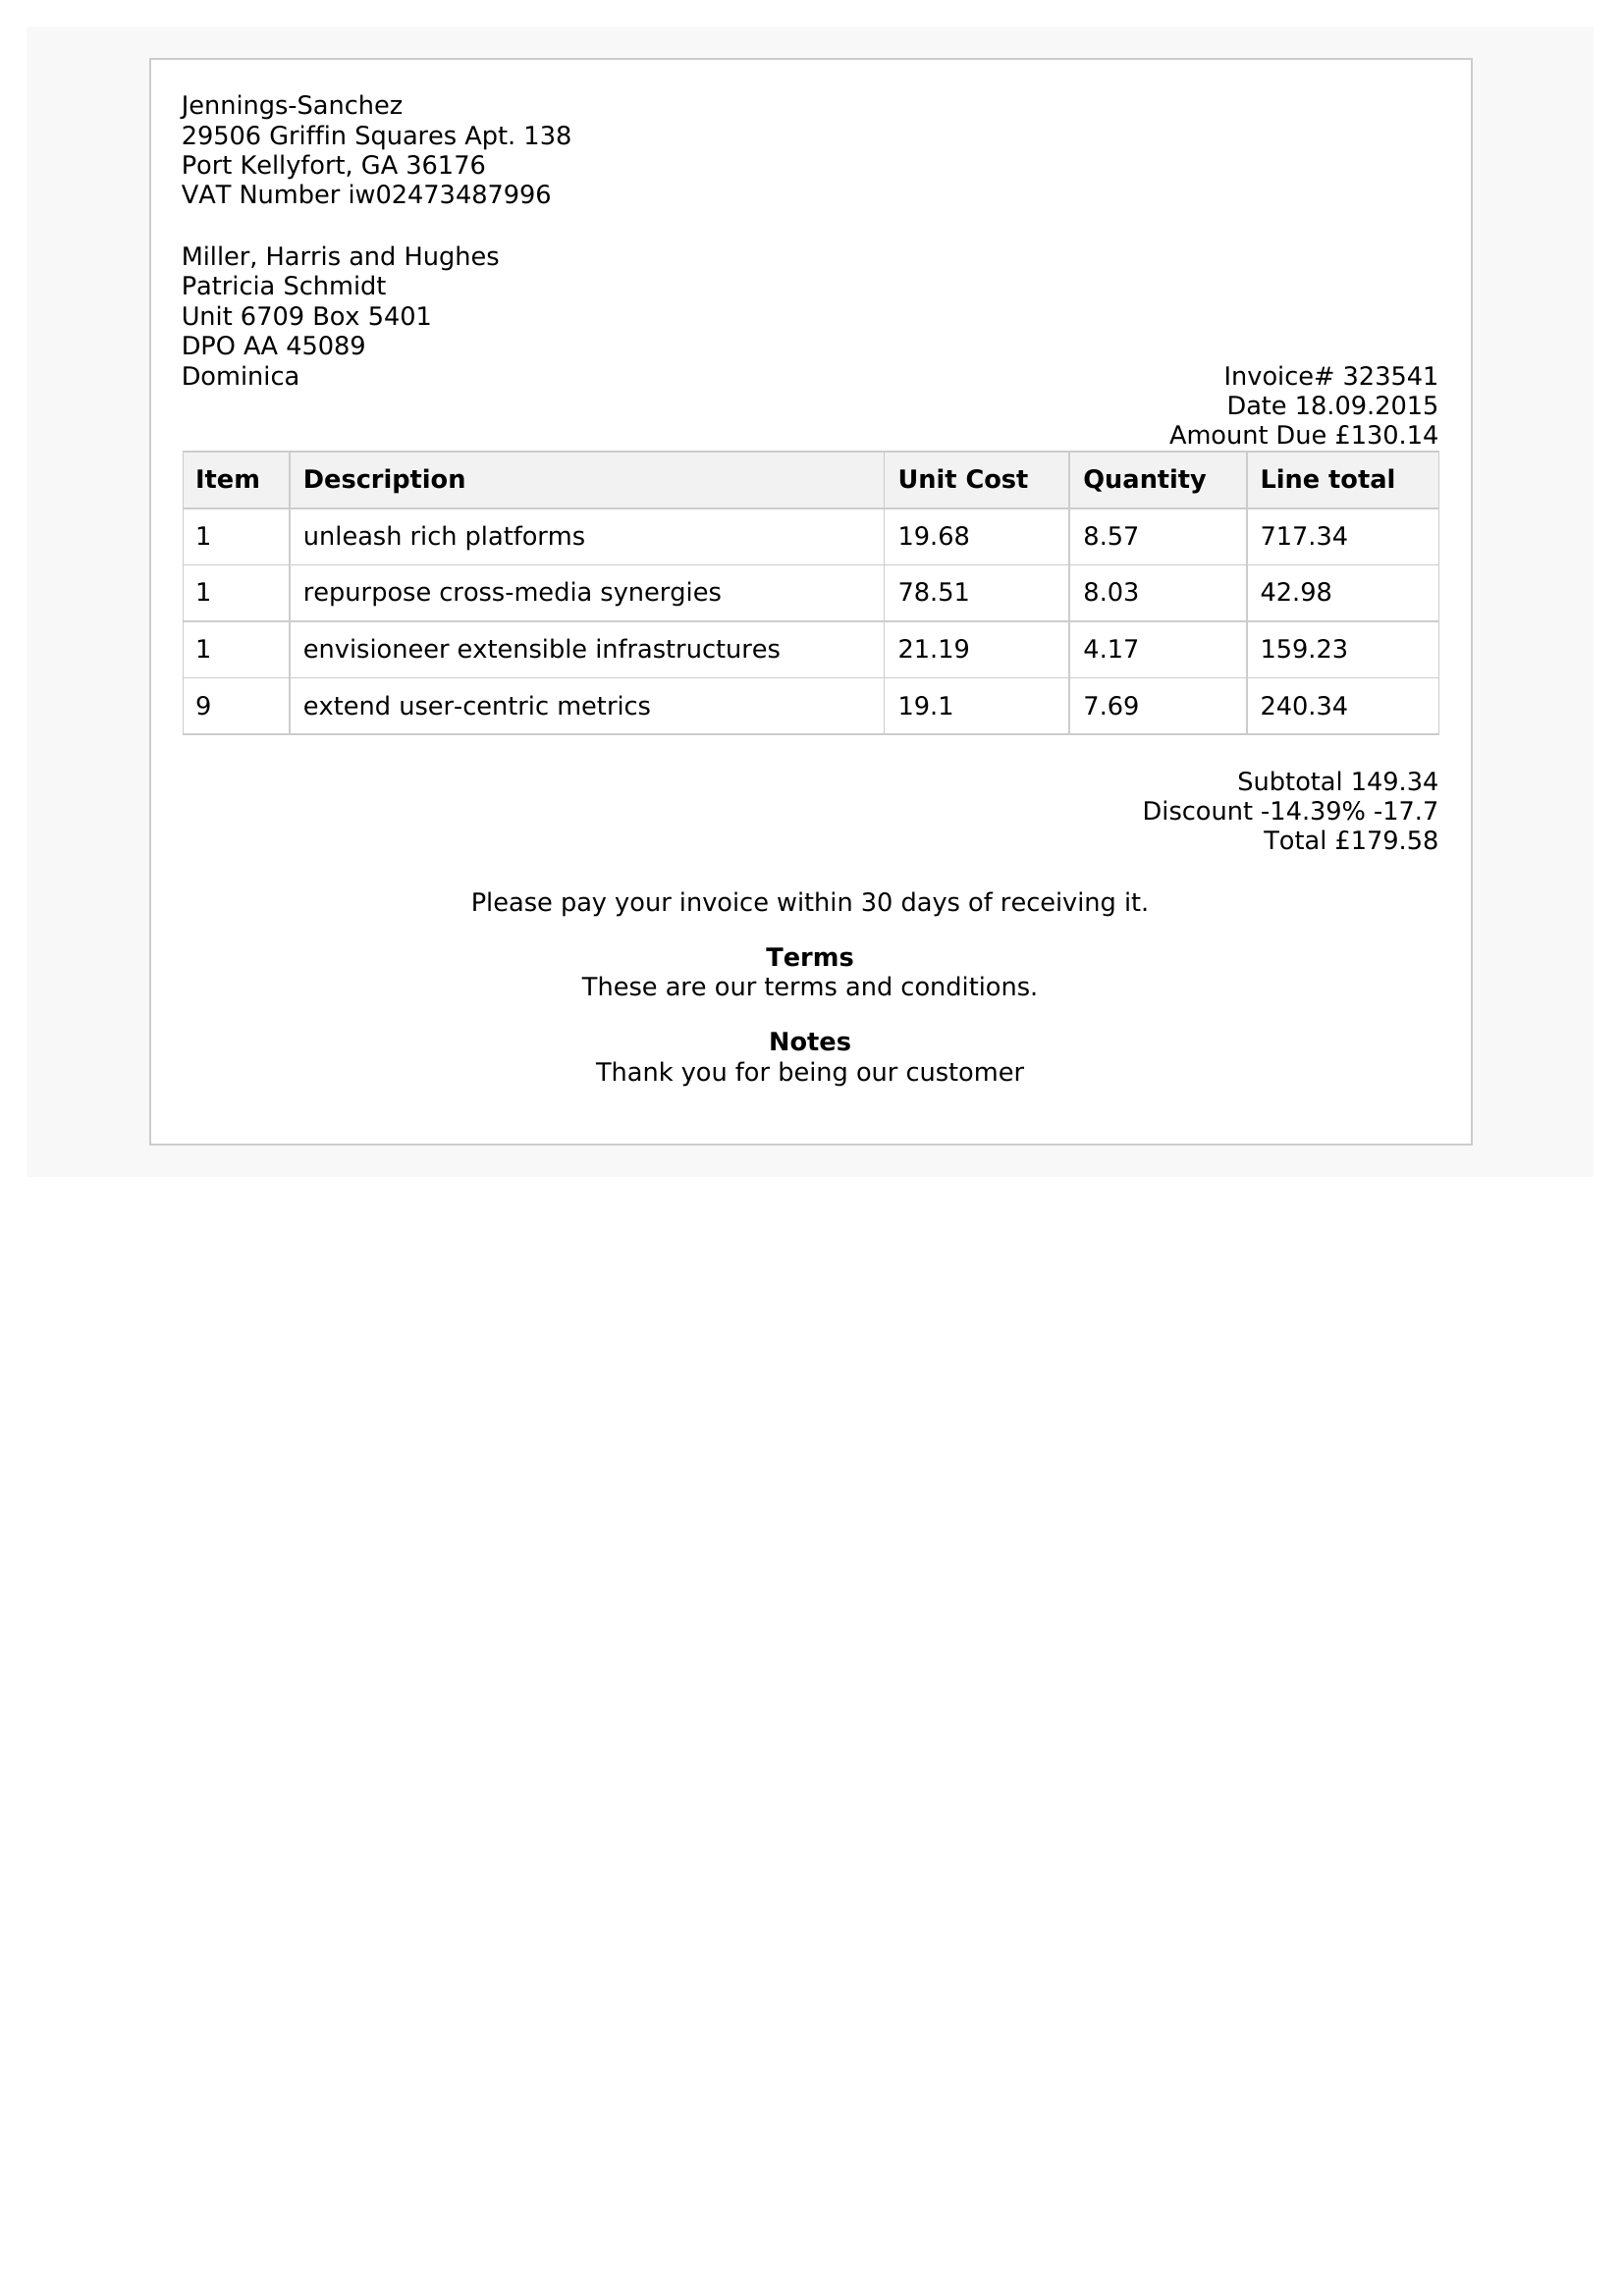 Jennings-Sanchez
29506 Griffin Squares Apt. 138
Port Kellyfort, GA 36176
VAT Number iw02473487996
Miller, Harris and Hughes
Patricia Schmidt
Unit 6709 Box 5401
DPO AA 45089
Dominica
Invoice# 323541
Date 18.09.2015
Amount Due £130.14
Item Description Unit Cost Quantity Line total
1 unleash rich platforms 19.68 8.57 717.34
1 repurpose cross-media synergies 78.51 8.03 42.98
1 envisioneer extensible infrastructures 21.19 4.17 159.23
9 extend user-centric metrics 19.1 7.69 240.34
Subtotal 149.34
Discount -14.39% -17.7
Total £179.58
Please pay your invoice within 30 days of receiving it.
Terms
These are our terms and conditions.
Notes
Thank you for being our customer